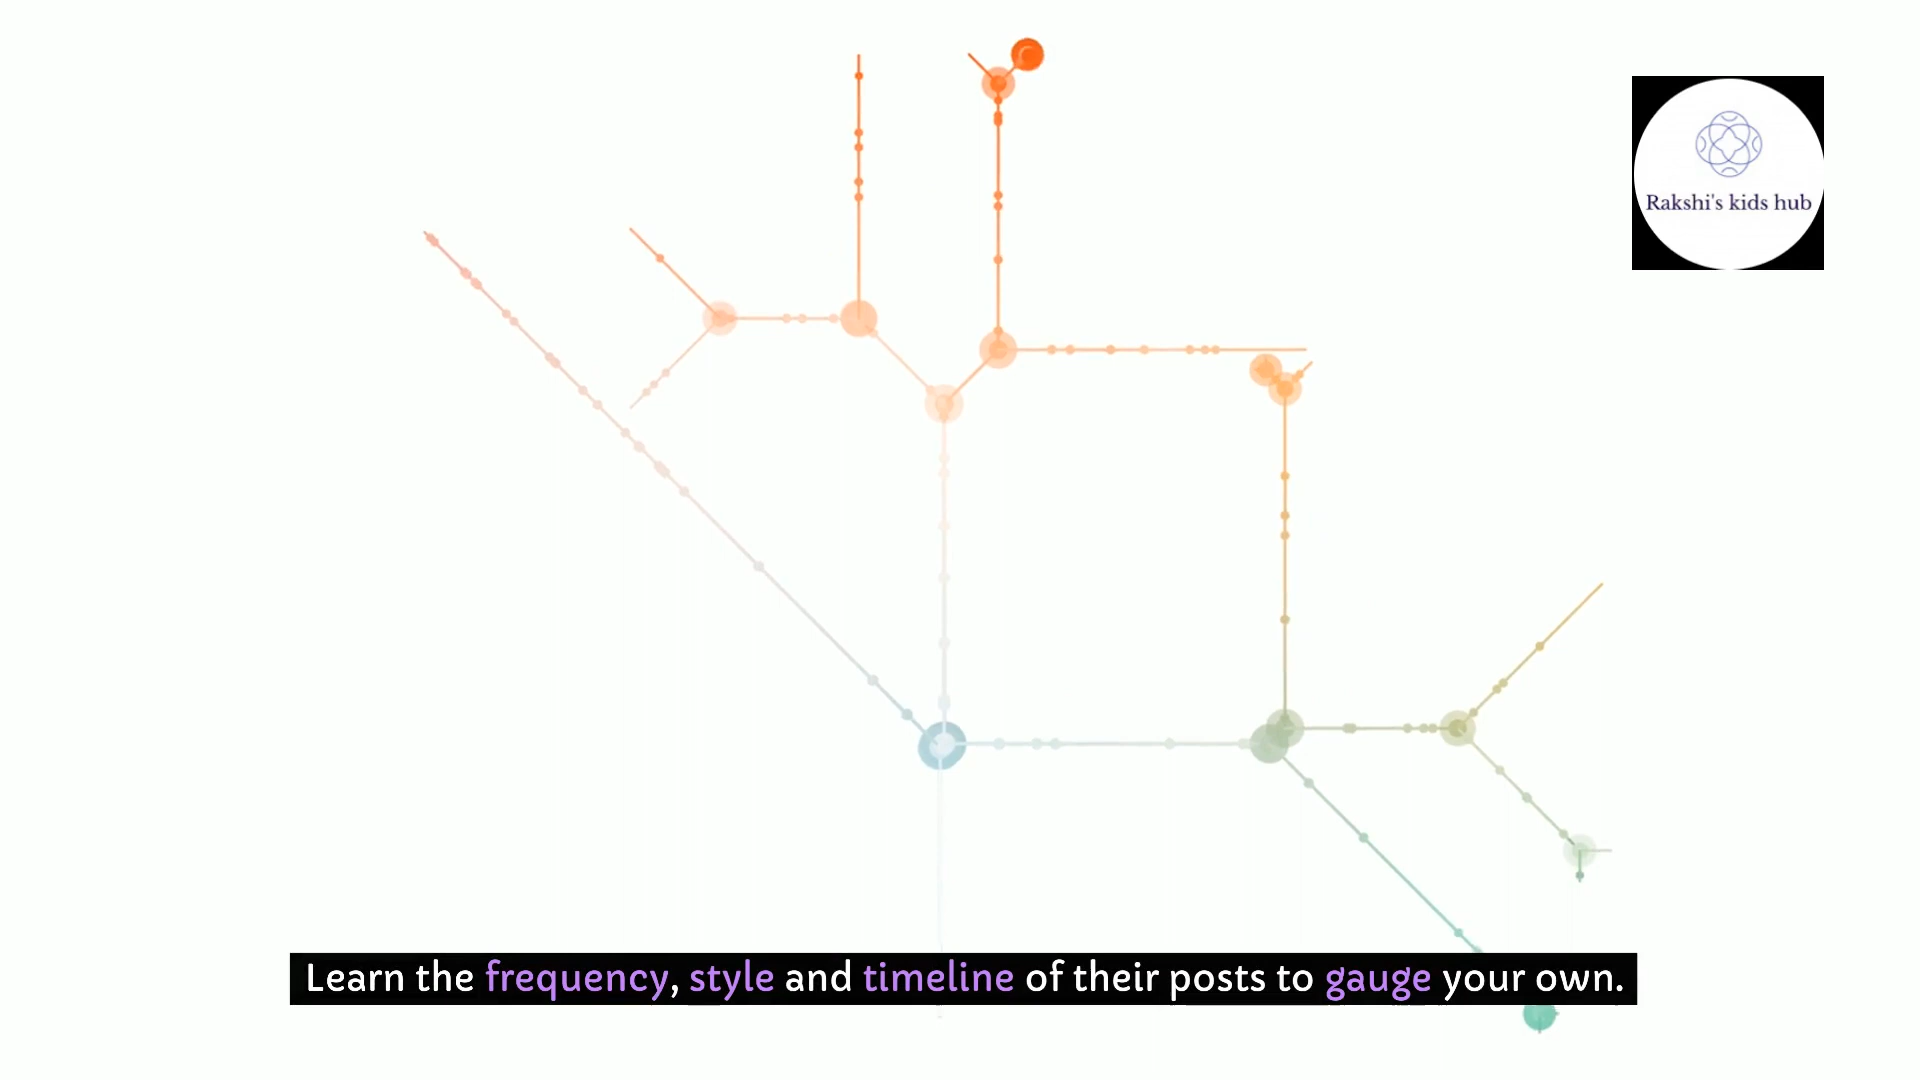 Rakshi's kids hub
Learn the frequency, style and timeline of their posts to gauge your own.